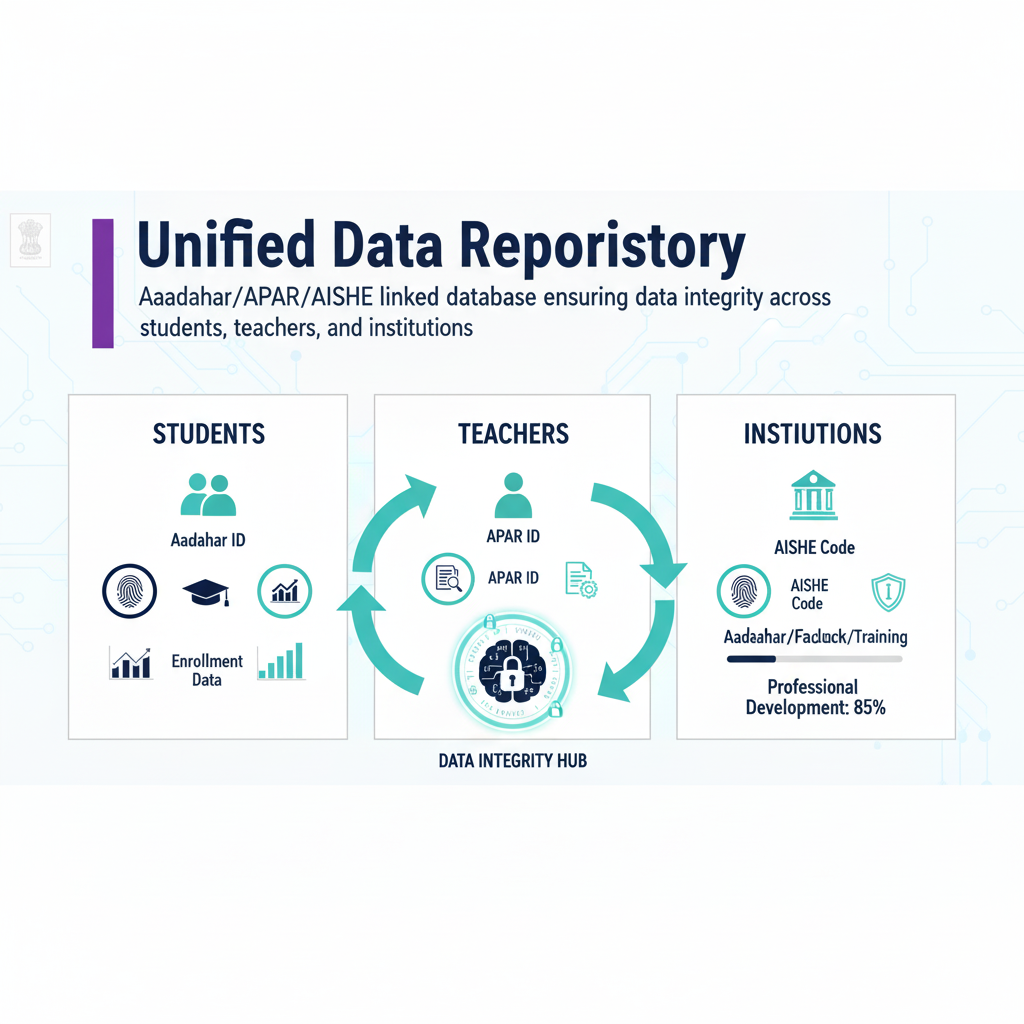 Unified Data Reporistory
Aaadahar/APAR/AISHE linked database ensuring data integrity across
students, teachers, and institutions
STUDENTS
Aadahar ID
Enrollment
Data
TEACHERS
APAR ID
APAR ID
DATA INTEGRITY HUB
INSTIUTIONS
AISHE Code
AISHE
Code
Aadaahar/Facluck/Training
Professional
Development: 85%